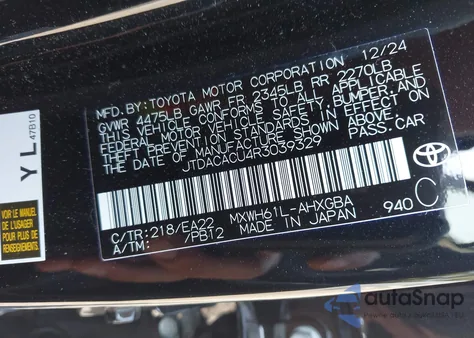 MFD. BY: TOYOTA MOTOR CORPORATION 12/24
GVWR 4475LB GAWR FR 2345LB RR 2270LB
THIS VEHICLE CONFORMS TO ALL APPLICABLE
FEDERAL MOTOR VEHICLE SAFETY, BUMPER, AND
THEFT PREVENTION STANDARDS IN EFFECT ON
THE DATE OF MANUFACTURE SHOWN ABOVE.
JTDACACU4R3039329 PASS. CAR
C/TR: 218/EA22 MXWH61L-AHXGBA
A/TM: /PB12 MADE IN JAPAN 940 C
TOYOTA
YL
47B10
VOIR LE MANUEL
DE L'USAGER
POUR PLUS DE
RENSEIGNEMENTS.
autoSnap